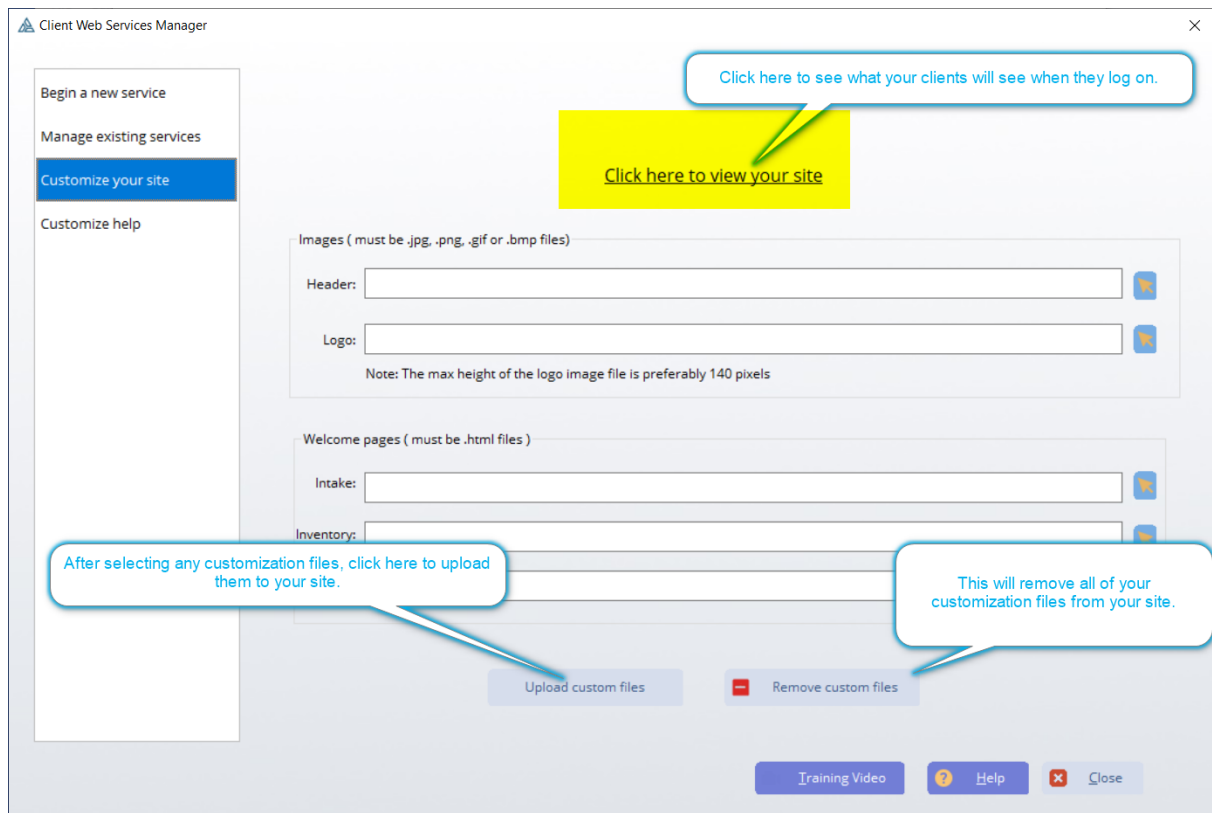 Client Web Services Manager
Begin a new service
Manage existing services
Customize your site
Customize help
Click here to see what your clients will see when they log on.
Click here to view your site
Images ( must be .jpg, .png, .gif or .bmp files)
Header:
Logo:
Note: The max height of the logo image file is preferably 140 pixels
Welcome pages ( must be .html files )
Intake:
Inventory:
After selecting any customization files, click here to upload
them to your site.
This will remove all of your
customization files from your site.
Upload custom files
Remove custom files
Training Video
? Help
Close